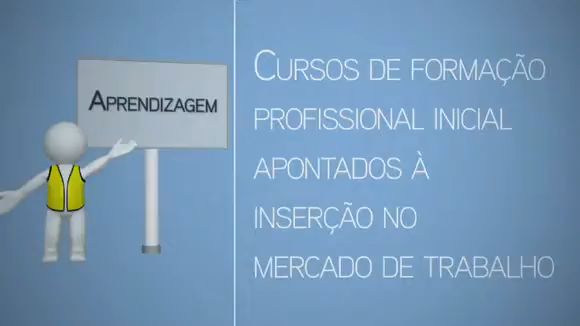 Aprendizagem
Cursos de formação
profissional inicial
apontados à
inserção no
mercado de trabalho